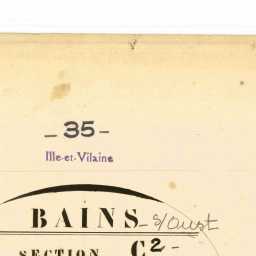 - 35 -
Ille-et-Vilaine
BAINS - s/Oust
SECTION C2 -